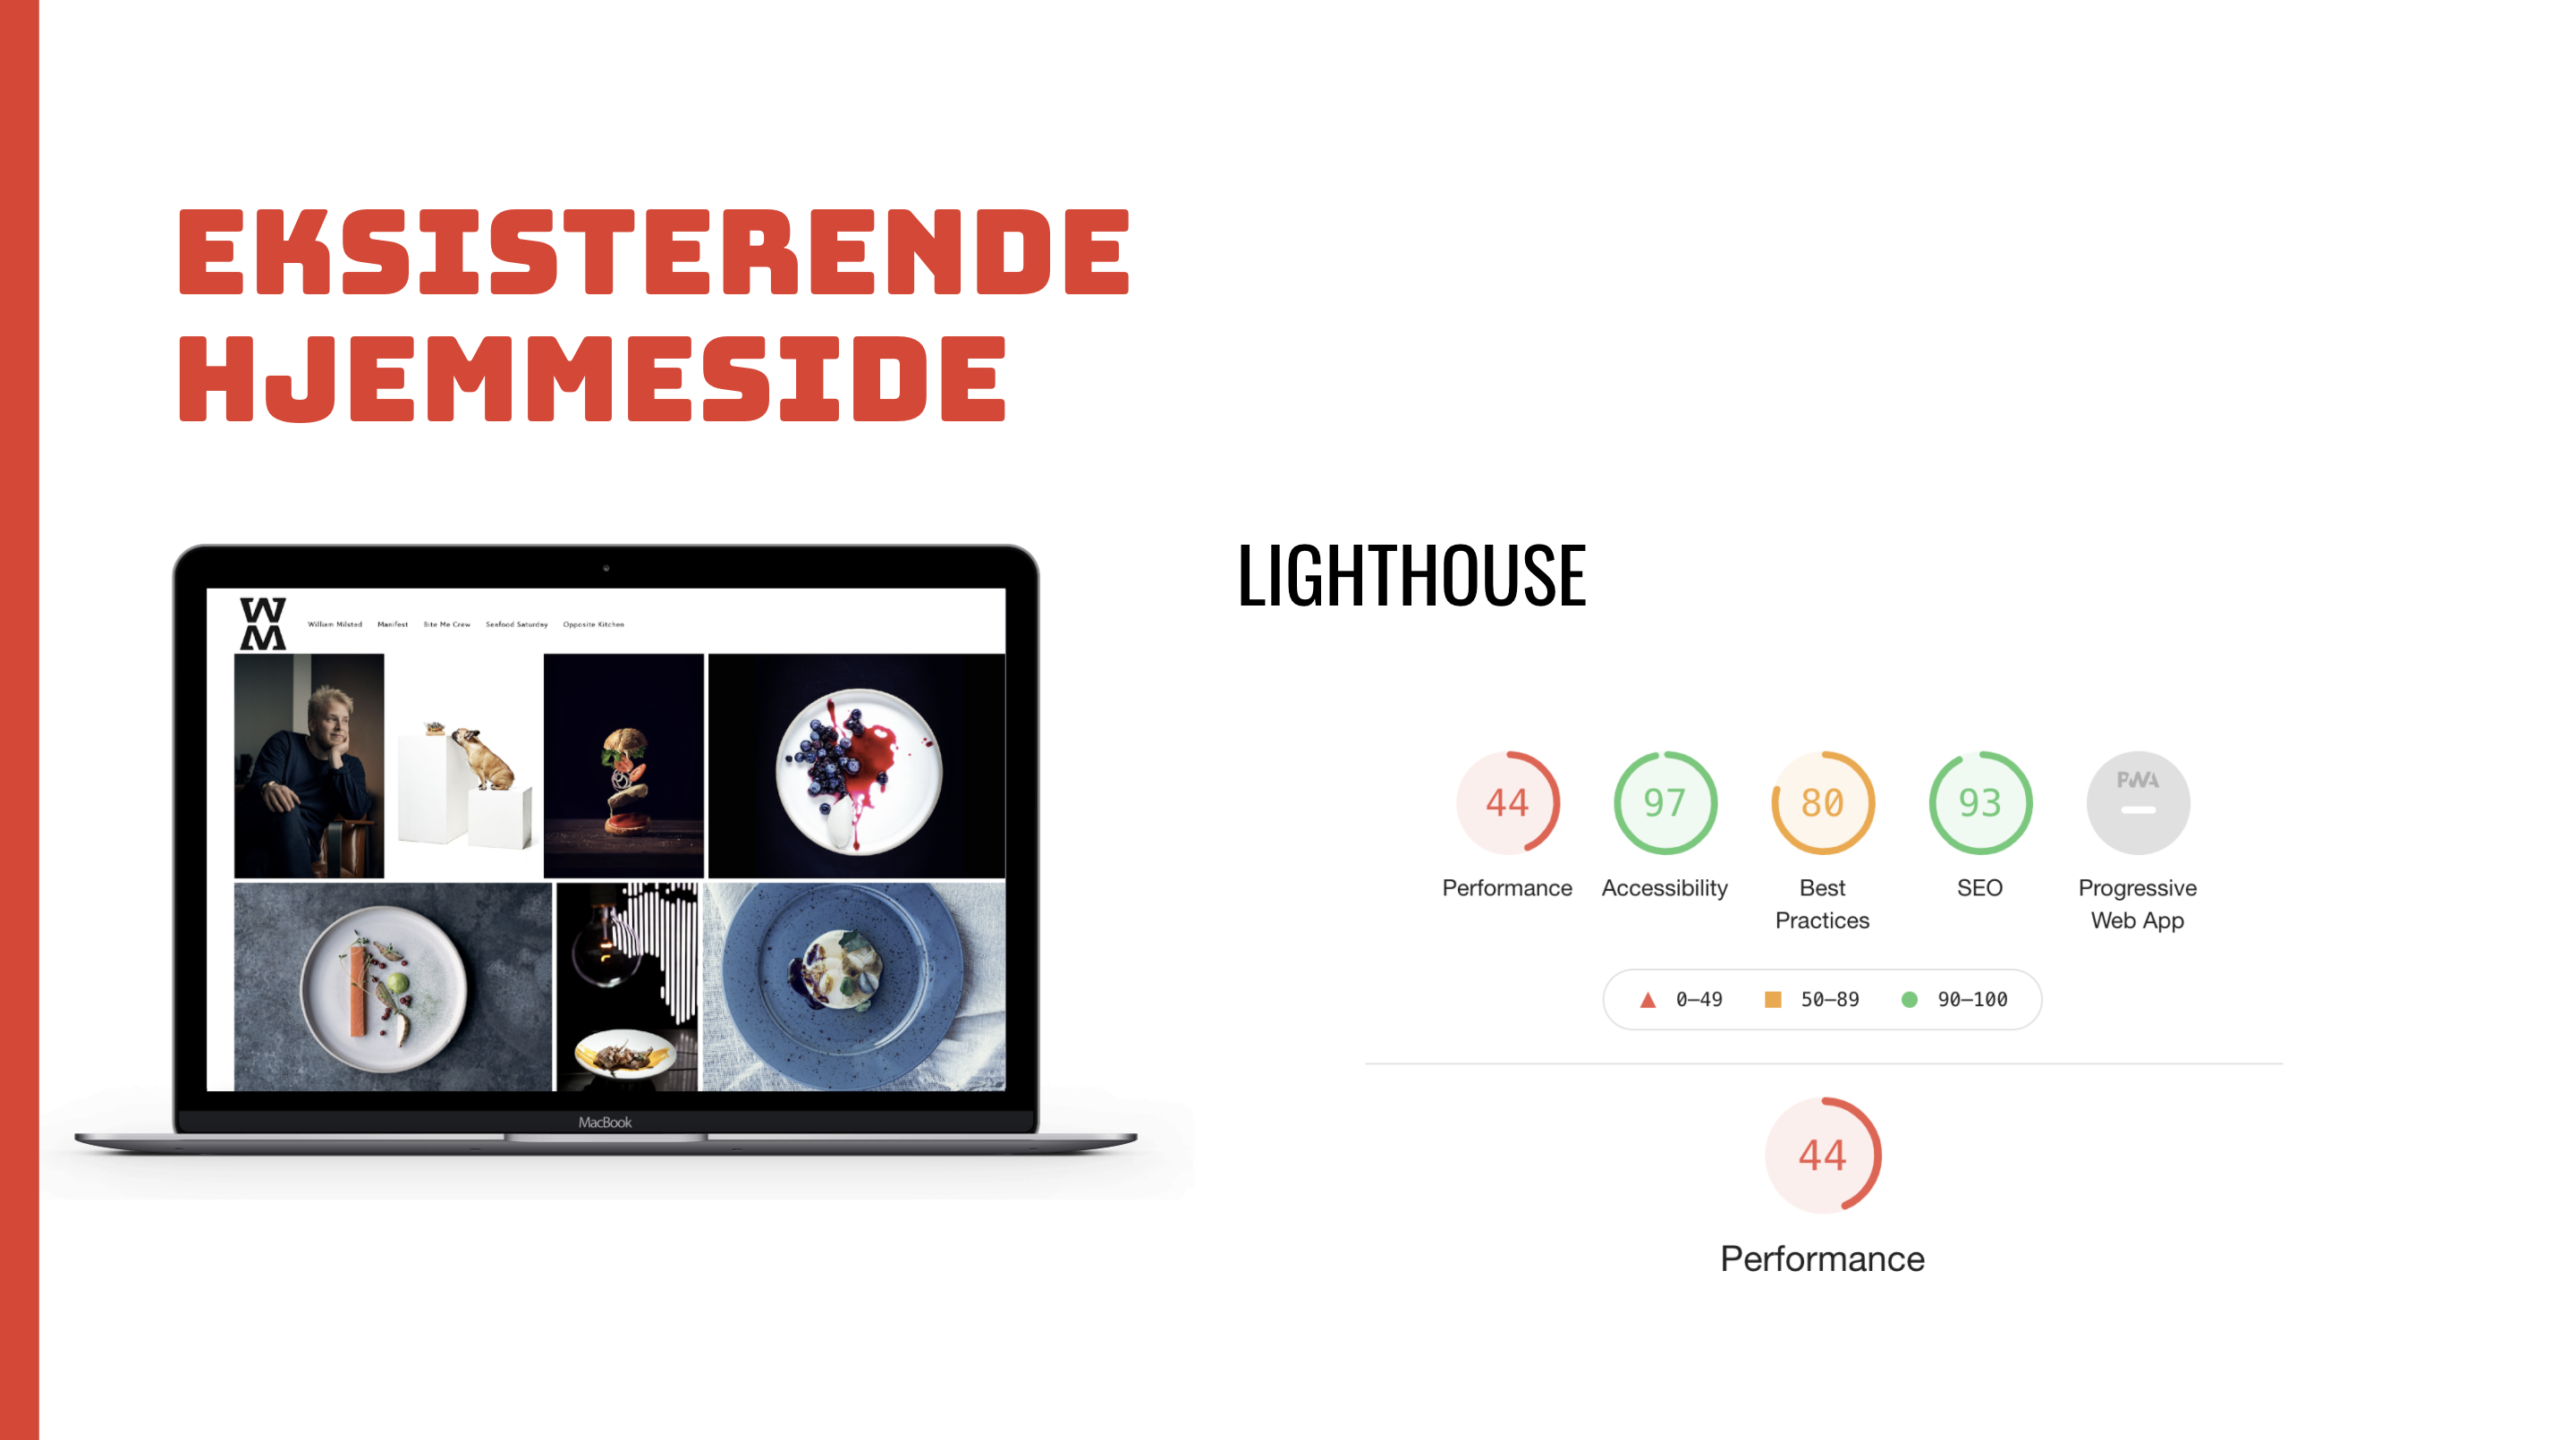 EKSISTERENDE
HJEMMESIDE
WM
William Milsted Manifest Bite Me Crew Seafood Saturday Opposite Kitchen
MacBook
LIGHTHOUSE
44 97 80 93 PWA
Performance Accessibility Best Practices SEO Progressive Web App
0–49 50–89 90–100
44
Performance